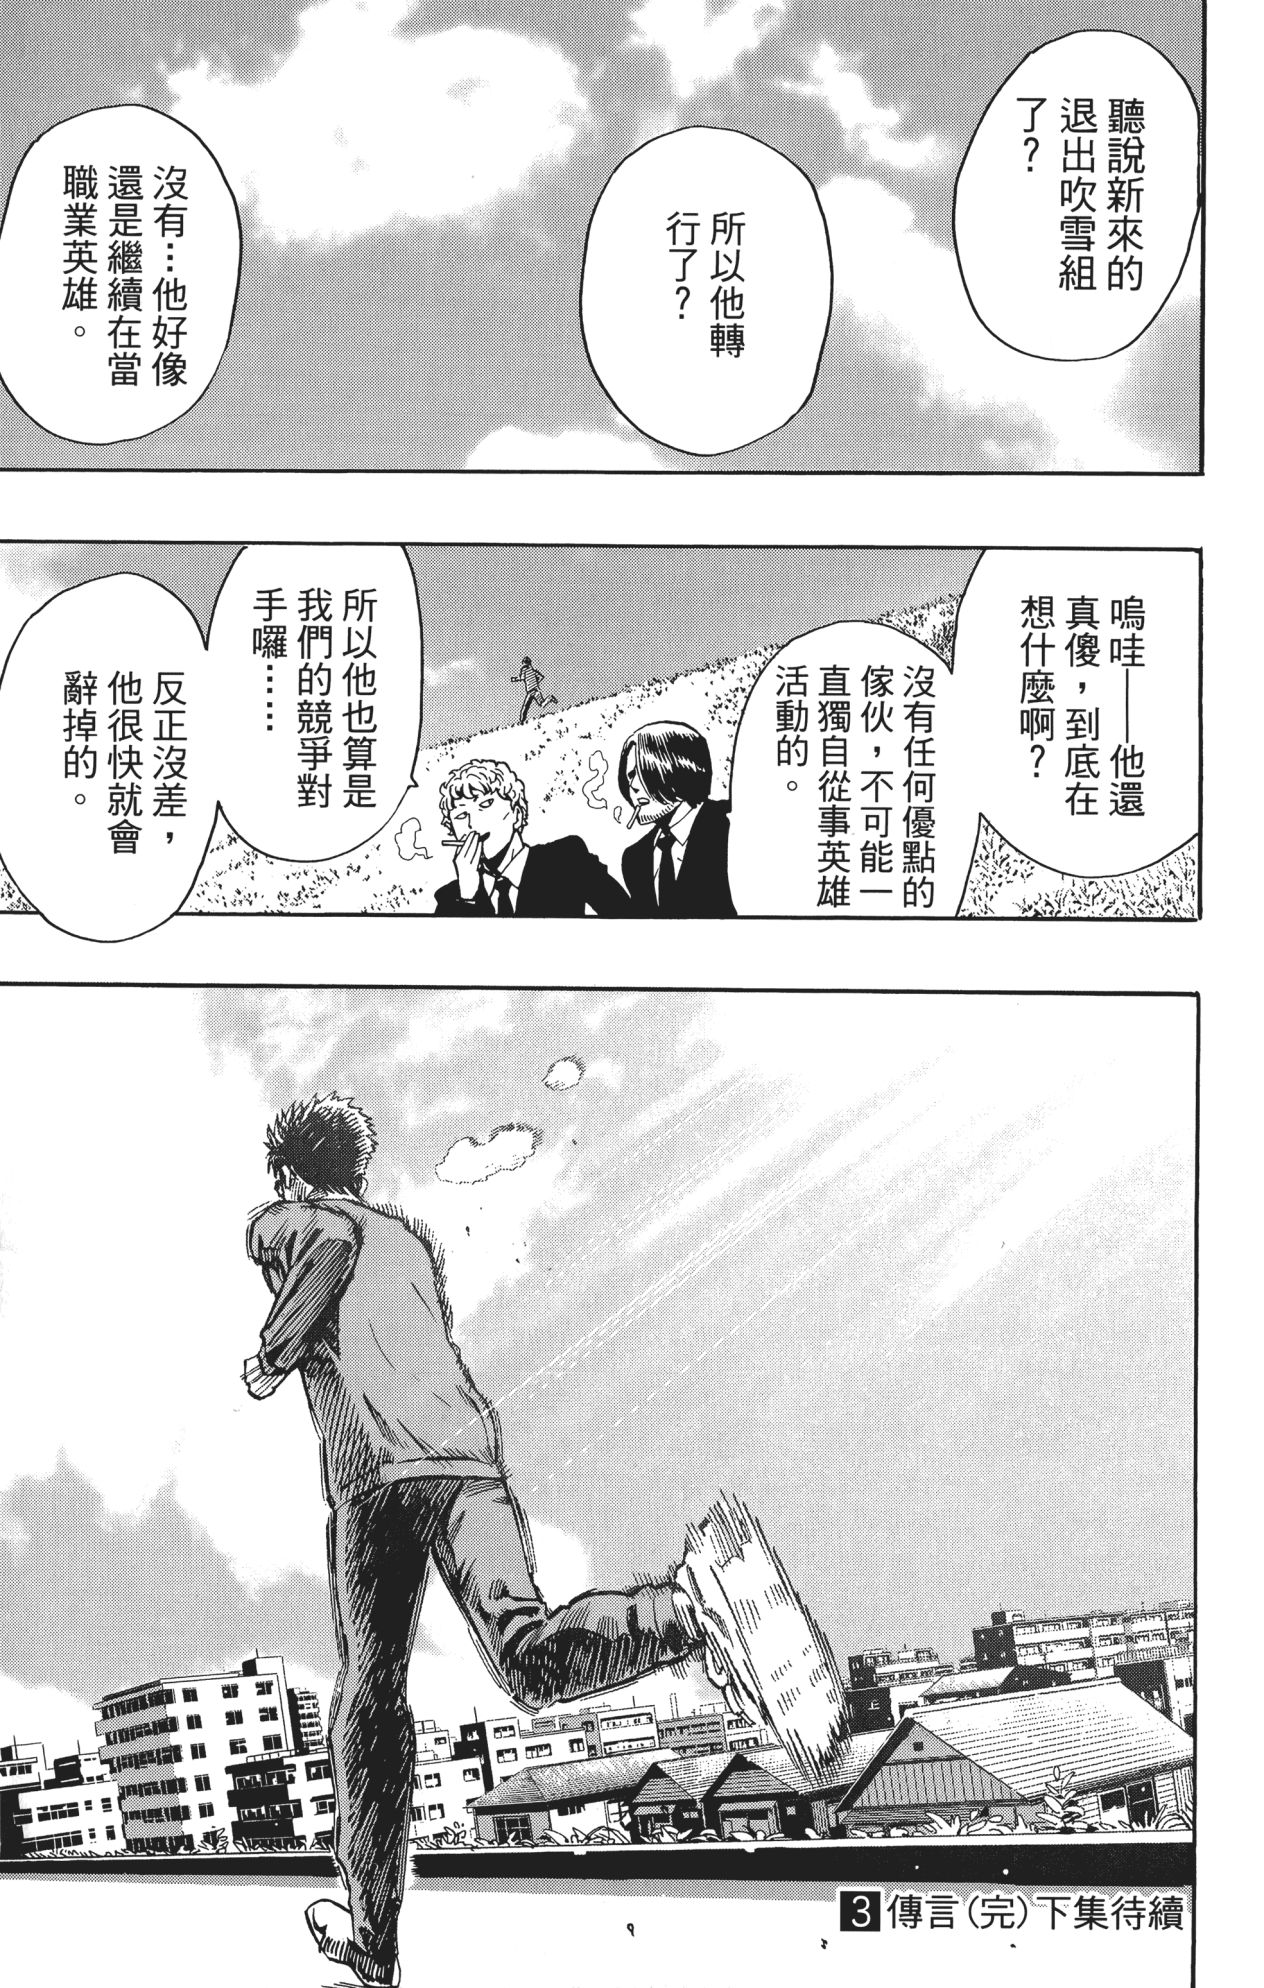 聽說新來的
退出吹雪組
了？
所以他轉
行了？
沒有…他好像
還是繼續在當
職業英雄。
嗚哇——他還
真傻，到底在
想什麼啊？
沒有任何優點的
傢伙，不可能一
直獨自從事英雄
活動的。
所以他也算是
我們的競爭對
手囉……
反正沒差，
他很快就會
辭掉的。
3傳言（完）下集待續